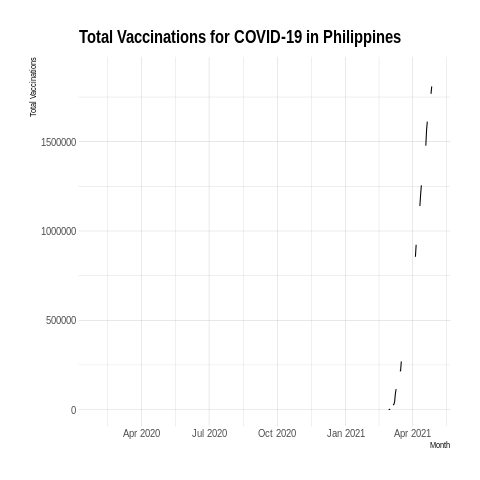 Total Vaccinations for COVID-19 in Philippines
Total Vaccinations
1500000
1000000
500000
0
Apr 2020 Jul 2020 Oct 2020 Jan 2021 Apr 2021
Month